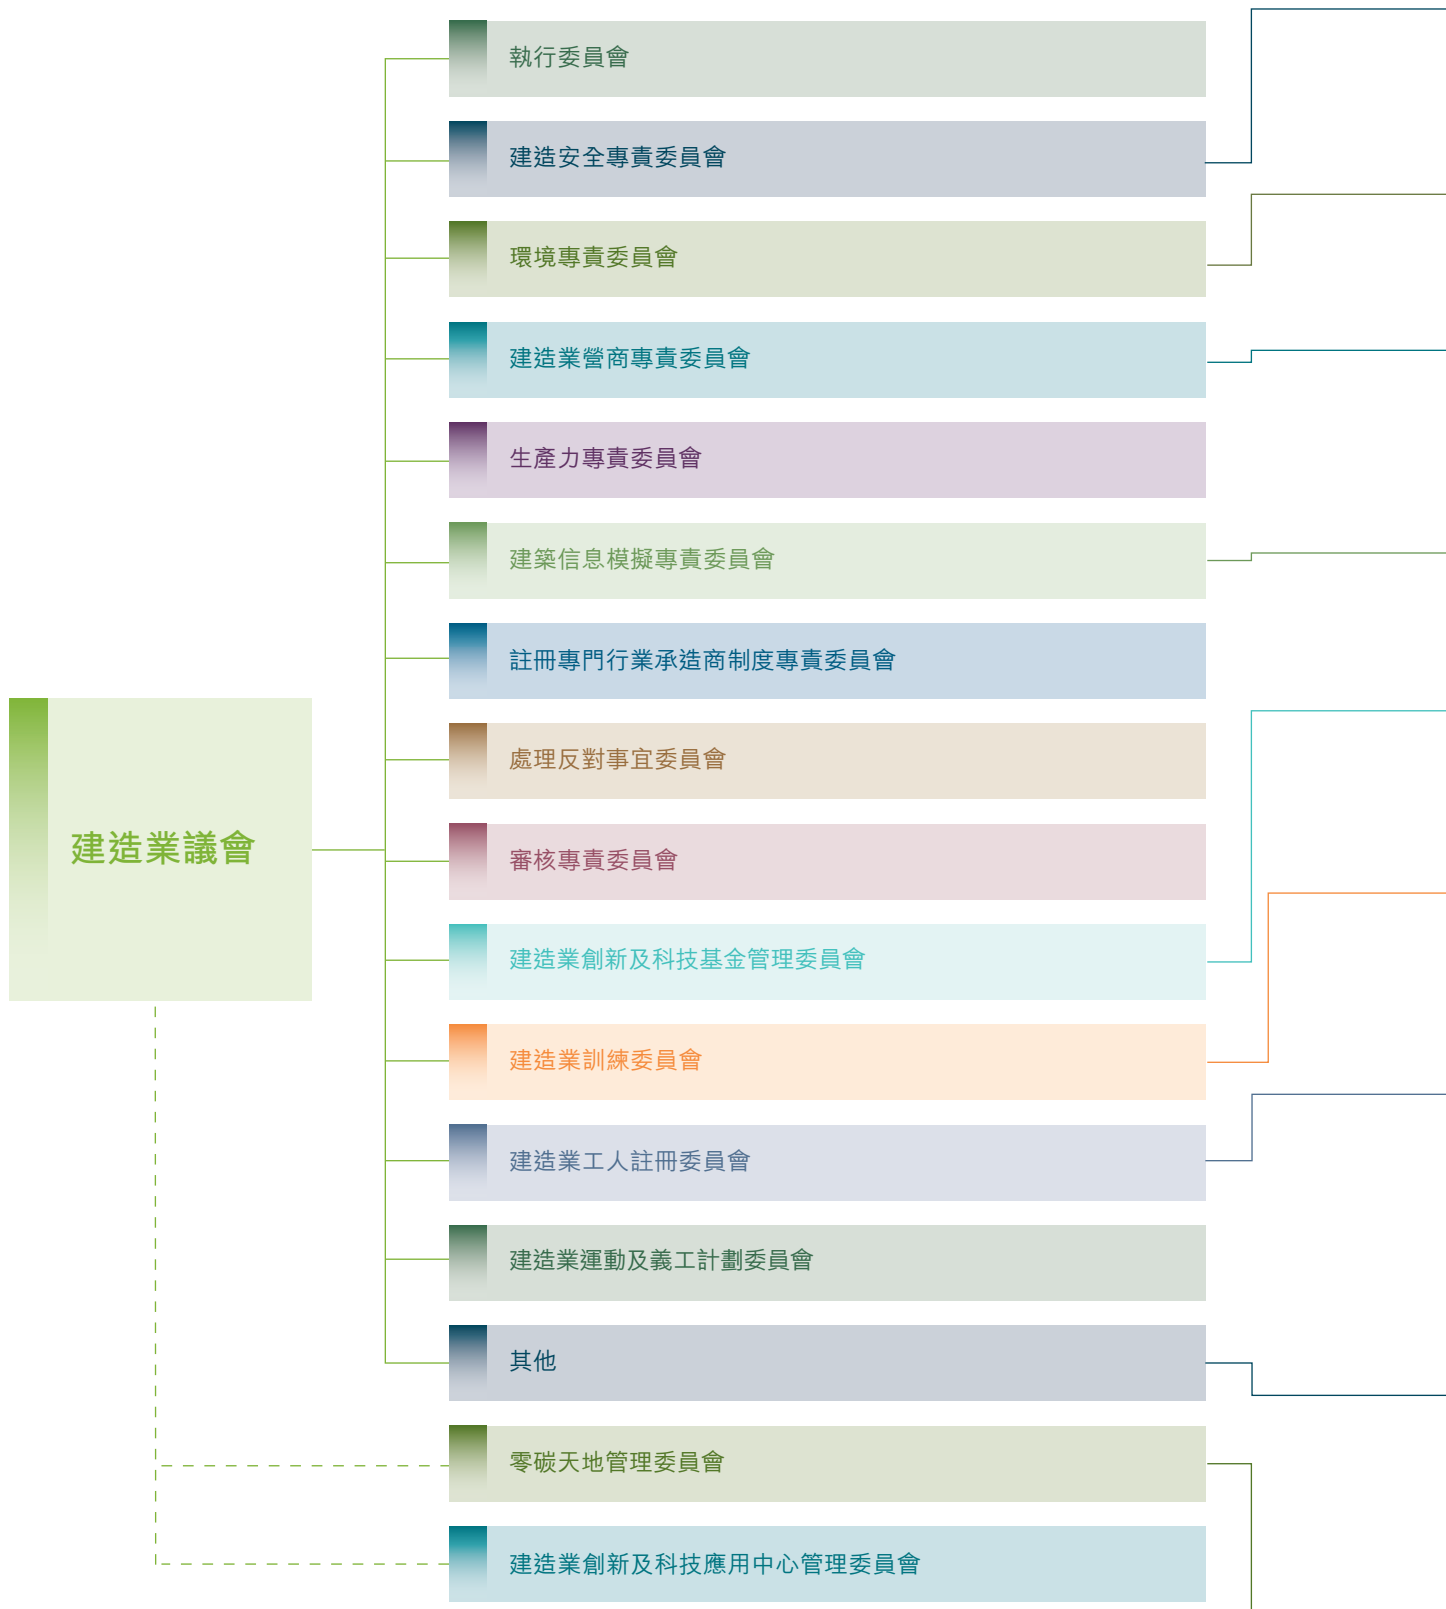 執行委員會
建造安全專責委員會
環境專責委員會
建造業營商專責委員會
生產力專責委員會
建築信息模擬專責委員會
註冊專門行業承造商制度專責委員會
處理反對事宜委員會
建造業議會
審核專責委員會
建造業創新及科技基金管理委員會
建造業訓練委員會
建造業工人註冊委員會
建造業運動及義工計劃委員會
其他
零碳天地管理委員會
建造業創新及科技應用中心管理委員會